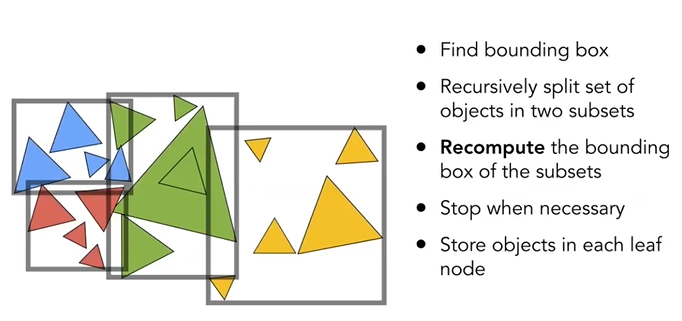 • Find bounding box
• Recursively split set of
objects in two subsets
• Recompute the bounding
box of the subsets
• Stop when necessary
• Store objects in each leaf
node